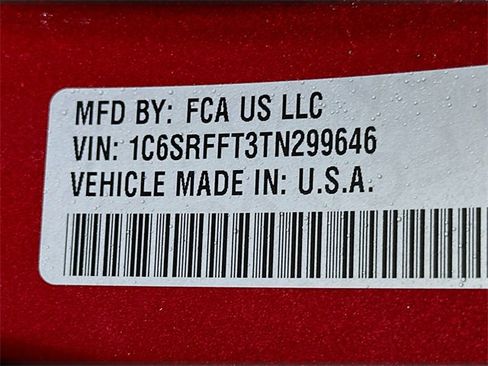 MFD BY: FCA US LLC
VIN: 1C6SRFFT3TN299646
VEHICLE MADE IN: U.S.A.